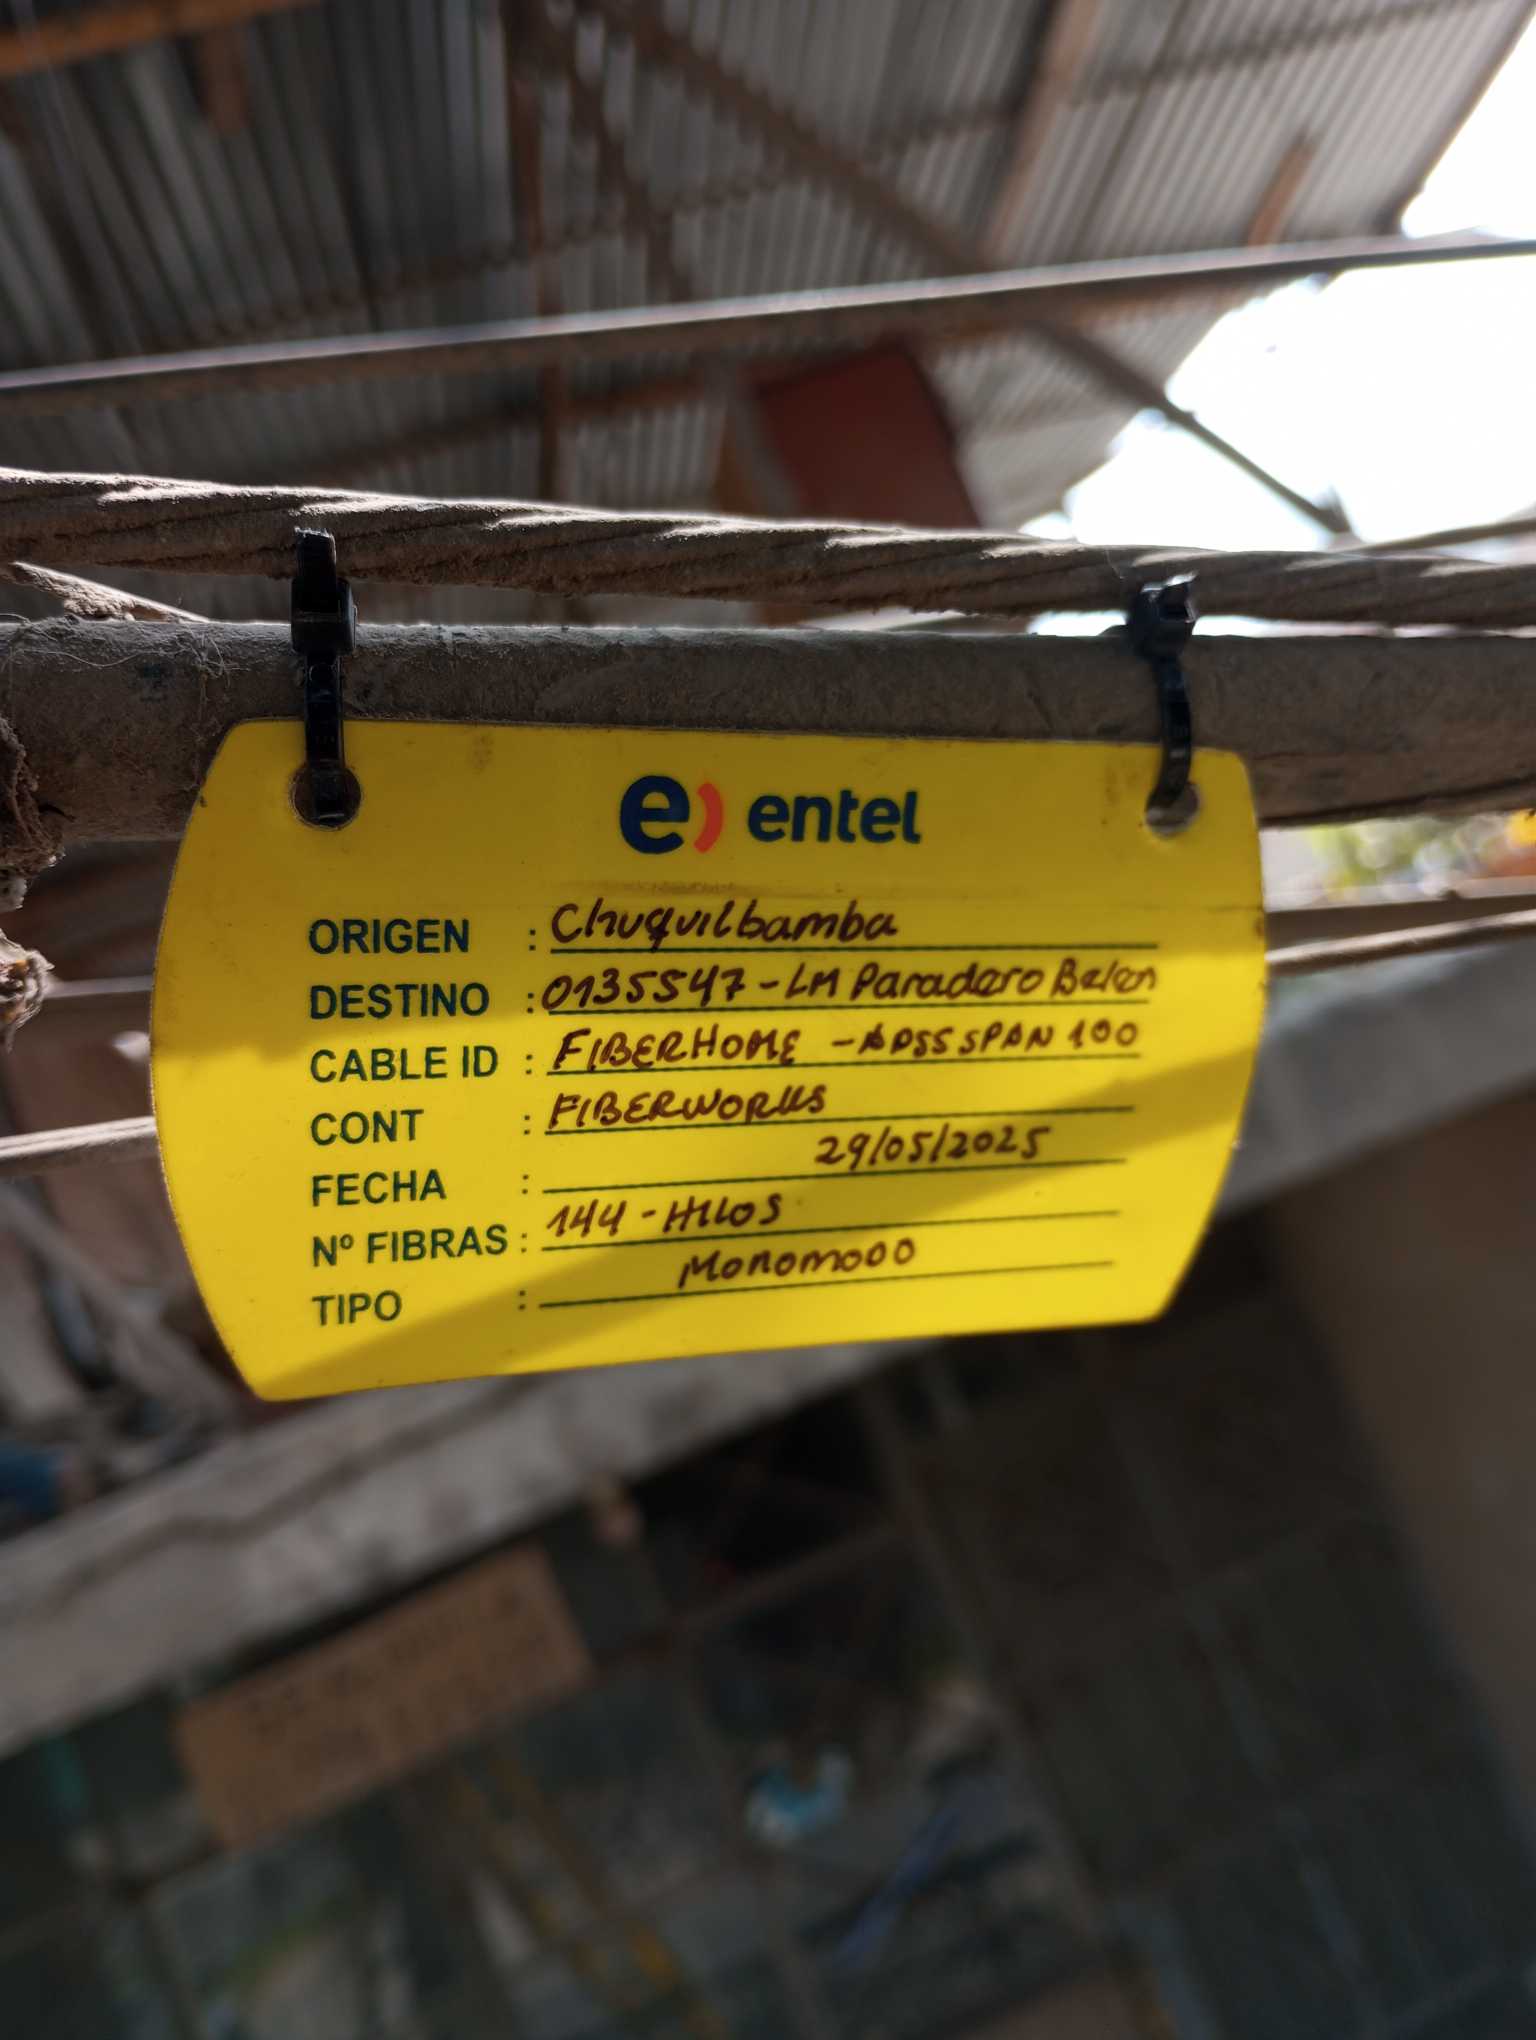 e) entel
ORIGEN : Chuquilbamba
DESTINO : 0135547-LM Paradero Belen
CABLE ID : FIBERHOME - ADSS SPAN 100
CONT : FIBERWORKS
FECHA : 29/05/2025
Nº FIBRAS : 144-HILOS
TIPO : MONOMODO